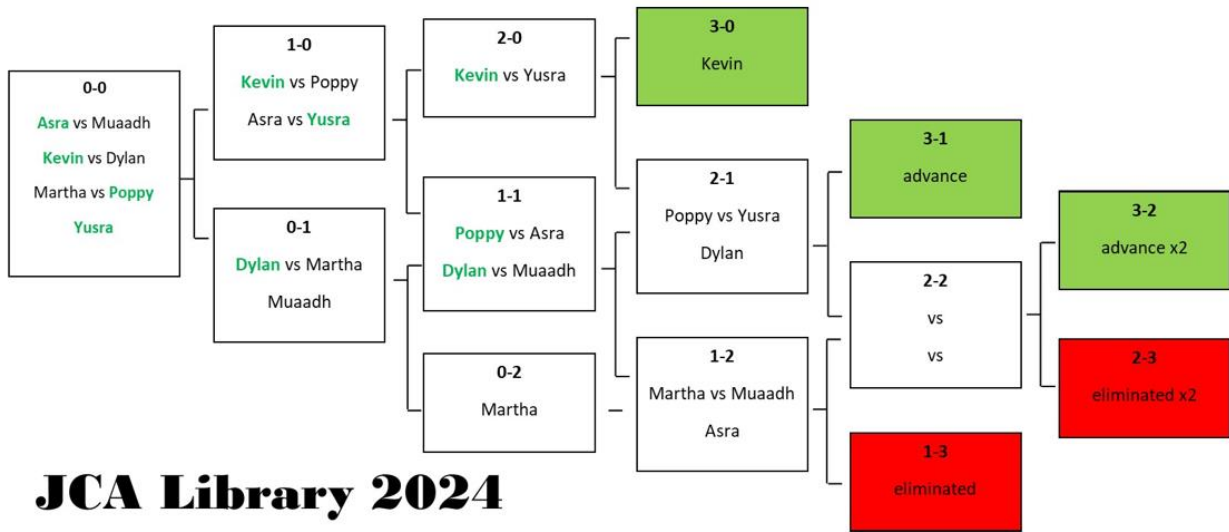 0-0
Asra vs Muaadh
Kevin vs Dylan
Martha vs Poppy
Yusra
1-0
Kevin vs Poppy
Asra vs Yusra
0-1
Dylan vs Martha
Muaadh
2-0
Kevin vs Yusra
1-1
Poppy vs Asra
Dylan vs Muaadh
0-2
Martha
3-0
Kevin
2-1
Poppy vs Yusra
Dylan
1-2
Martha vs Muaadh
Asra
3-1
advance
2-2
vs
vs
1-3
eliminated
3-2
advance x2
2-3
eliminated x2
JCA Library 2024